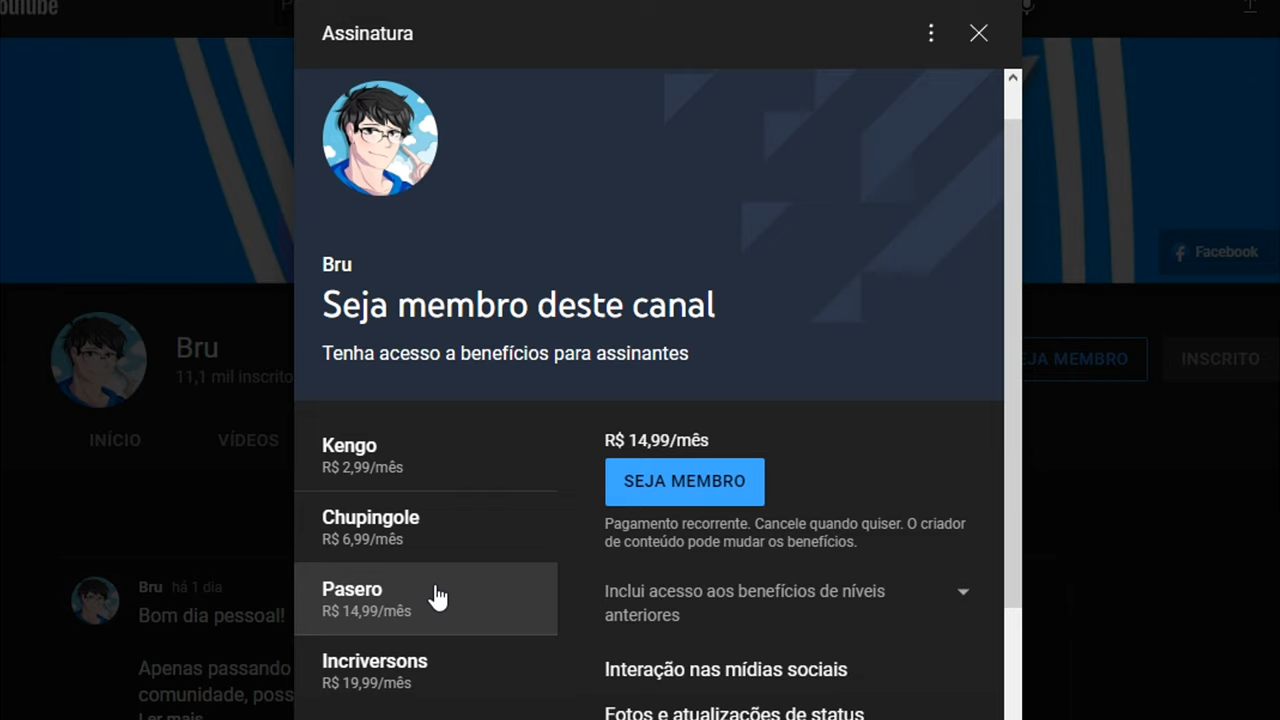 Assinatura
Facebook
Bru
Seja membro deste canal
Tenha acesso a benefícios para assinantes
Bru
11,1 mil inscrito
MEMBRO
INSCRITO
INÍCIO
VÍDEOS
Kengo
R$ 2,99/mês
Chupingole
R$ 6,99/mês
Pasero
R$ 14,99/mês
Incriversons
R$ 19,99/mês
R$ 14,99/mês
SEJA MEMBRO
Pagamento recorrente. Cancele quando quiser. O criador
de conteúdo pode mudar os benefícios.
Inclui acesso aos benefícios de níveis
anteriores
Interação nas mídias sociais
Fotos e atualizações de status
Bru há 1 dia
Bom dia pessoal!
Apenas passando
comunidade, poss
Ler mais